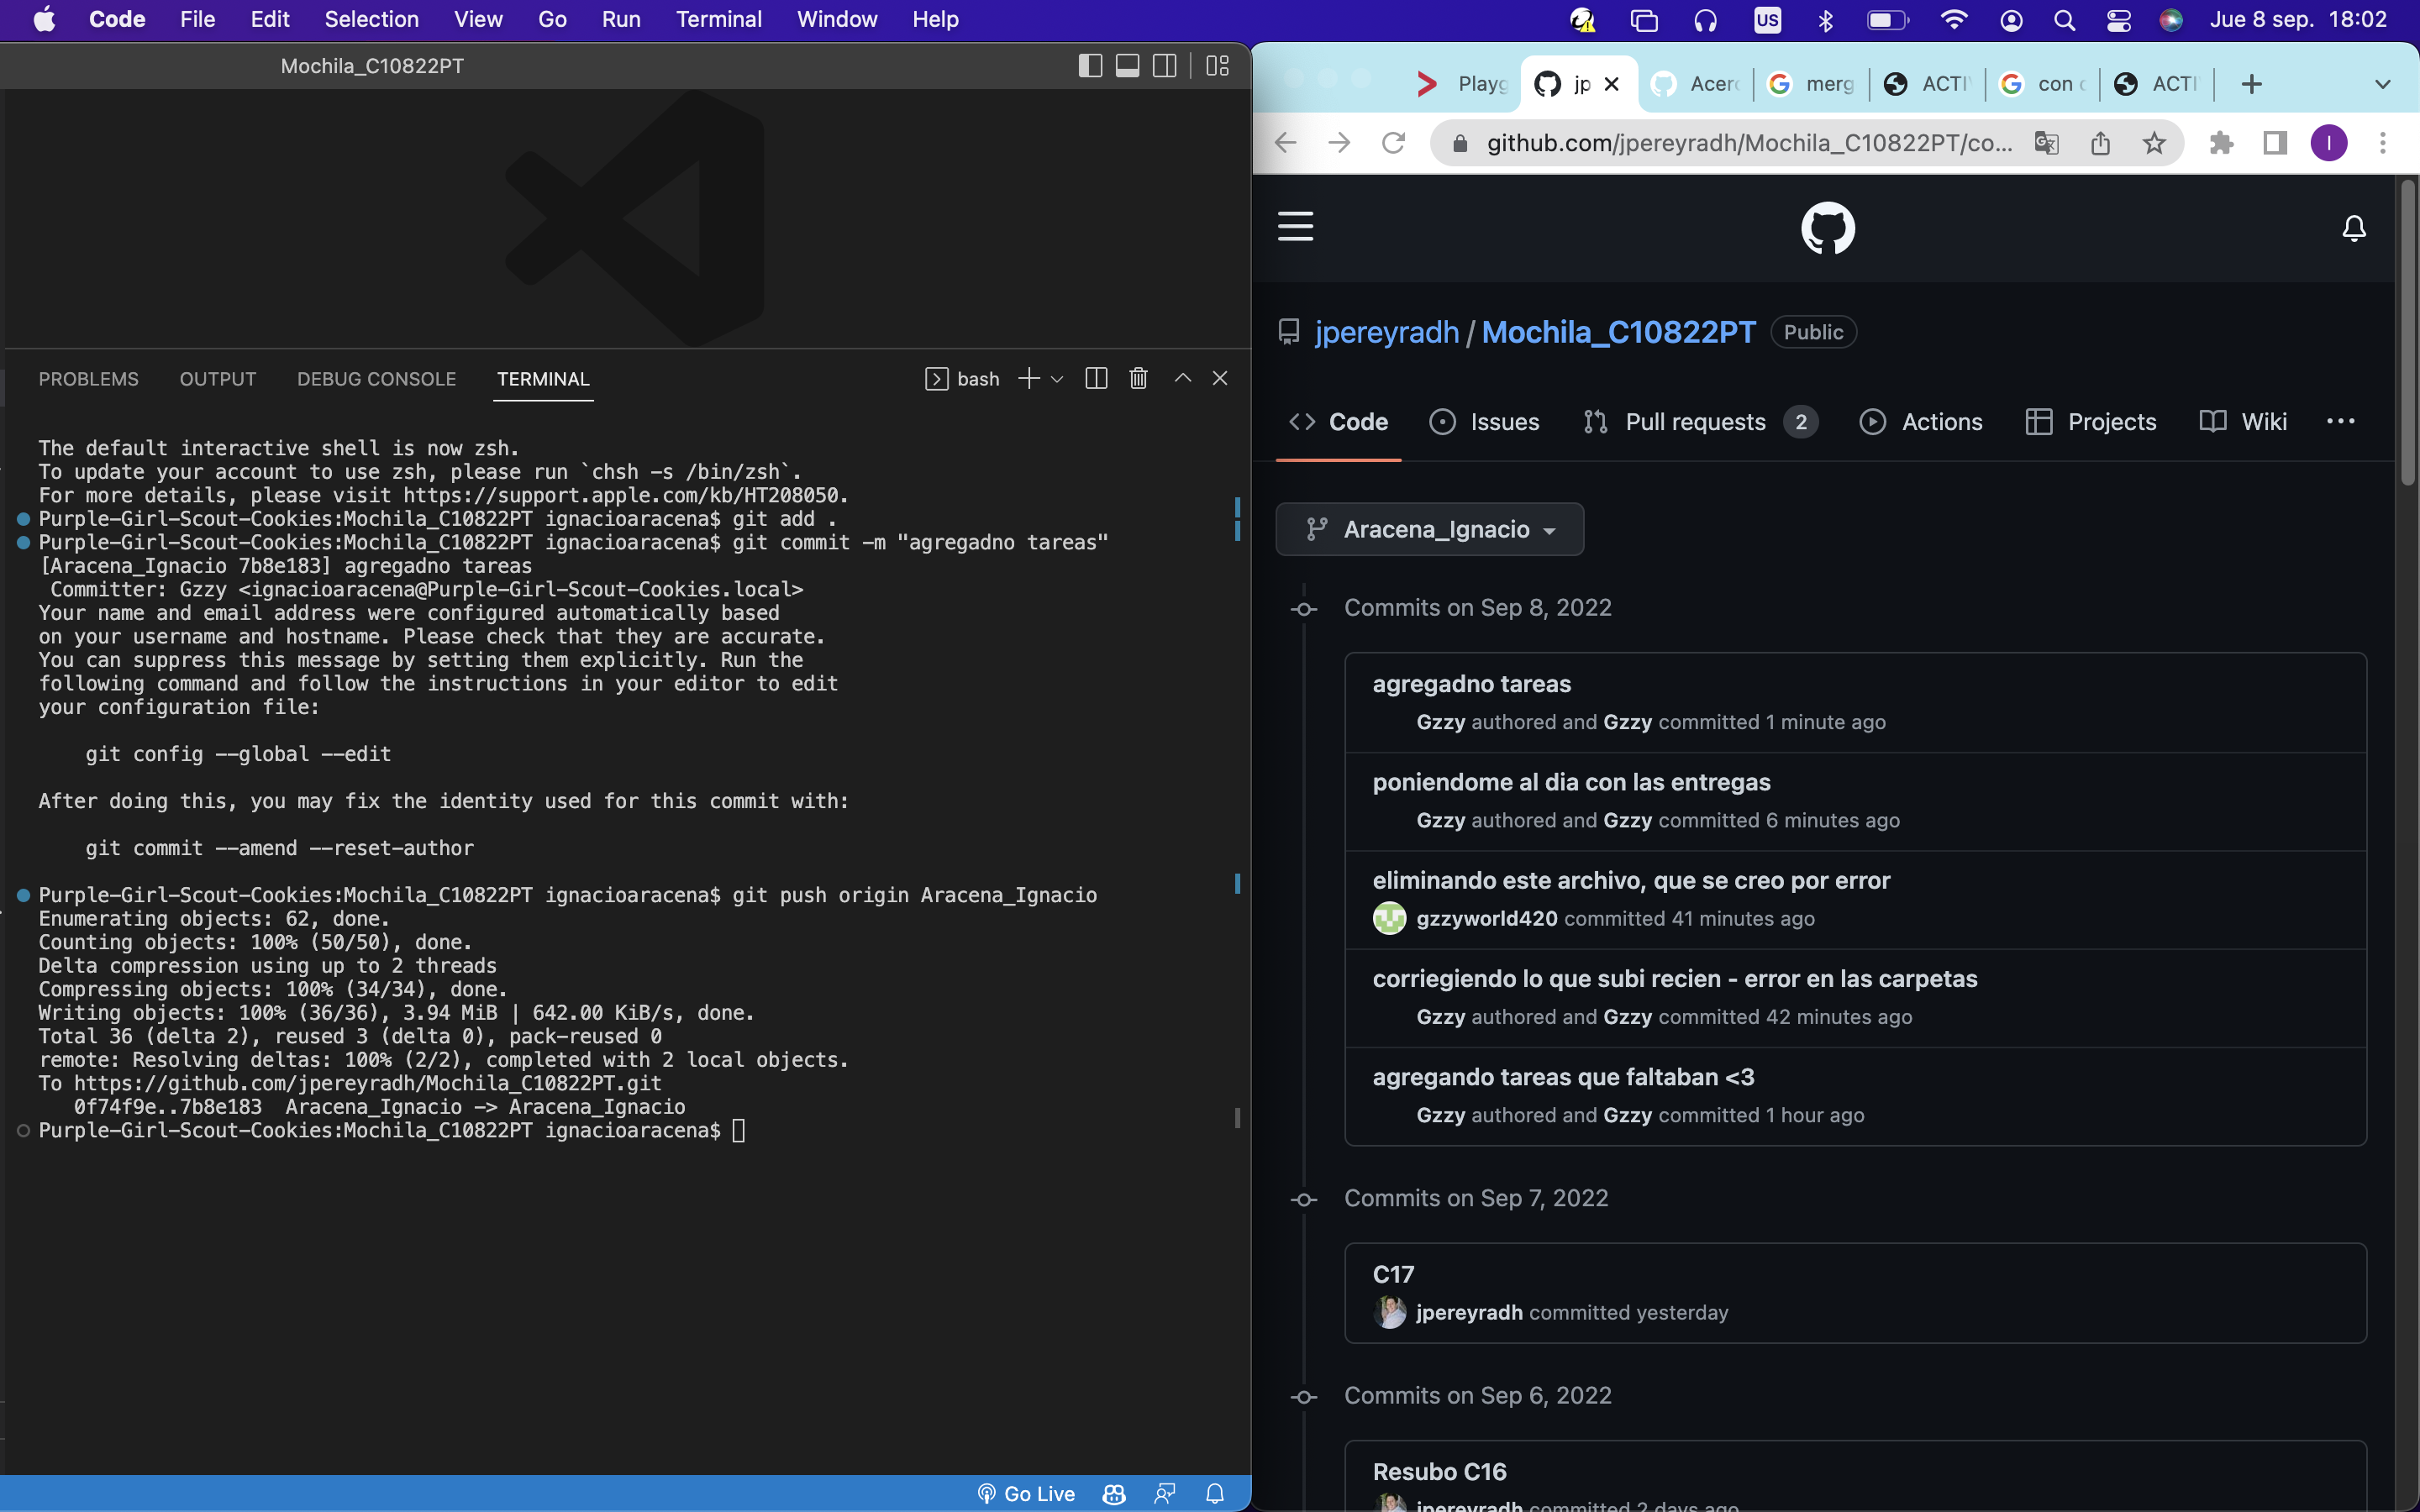 Code File Edit Selection View Go Run Terminal Window Help
US
Jue 8 sep. 18:02
Mochila_C10822PT
PROBLEMS OUTPUT DEBUG CONSOLE TERMINAL
bash
The default interactive shell is now zsh.
To update your account to use zsh, please run `chsh -s /bin/zsh`.
For more details, please visit https://support.apple.com/kb/HT208050.
Purple-Girl-Scout-Cookies:Mochila_C10822PT ignacioaracena$ git add .
Purple-Girl-Scout-Cookies:Mochila_C10822PT ignacioaracena$ git commit -m "agregadno tareas"
[Aracena_Ignacio 7b8e183] agregadno tareas
Committer: Gzzy <ignacioaracena@Purple-Girl-Scout-Cookies.local>
Your name and email address were configured automatically based
on your username and hostname. Please check that they are accurate.
You can suppress this message by setting them explicitly. Run the
following command and follow the instructions in your editor to edit
your configuration file:
git config --global --edit
After doing this, you may fix the identity used for this commit with:
git commit --amend --reset-author
Purple-Girl-Scout-Cookies:Mochila_C10822PT ignacioaracena$ git push origin Aracena_Ignacio
Enumerating objects: 62, done.
Counting objects: 100% (50/50), done.
Delta compression using up to 2 threads
Compressing objects: 100% (34/34), done.
Writing objects: 100% (36/36), 3.94 MiB | 642.00 KiB/s, done.
Total 36 (delta 2), reused 3 (delta 0), pack-reused 0
remote: Resolving deltas: 100% (2/2), completed with 2 local objects.
To https://github.com/jpereyradh/Mochila_C10822PT.git
0f74f9e..7b8e183 Aracena_Ignacio -> Aracena_Ignacio
Purple-Girl-Scout-Cookies:Mochila_C10822PT ignacioaracena$
Go Live
Playg jp Acerc merg ACTI con ACTI
github.com/jpereyradh/Mochila_C10822PT/co...
I
jpereyradh / Mochila_C10822PT Public
Code Issues Pull requests 2 Actions Projects Wiki
Aracena_Ignacio
Commits on Sep 8, 2022
agregadno tareas
Gzzy authored and Gzzy committed 1 minute ago
poniendome al dia con las entregas
Gzzy authored and Gzzy committed 6 minutes ago
eliminando este archivo, que se creo por error
gzzyworld420 committed 41 minutes ago
corriegiendo lo que subi recien - error en las carpetas
Gzzy authored and Gzzy committed 42 minutes ago
agregando tareas que faltaban <3
Gzzy authored and Gzzy committed 1 hour ago
Commits on Sep 7, 2022
C17
jpereyradh committed yesterday
Commits on Sep 6, 2022
Resubo C16
jpereyradh committed 2 days ago